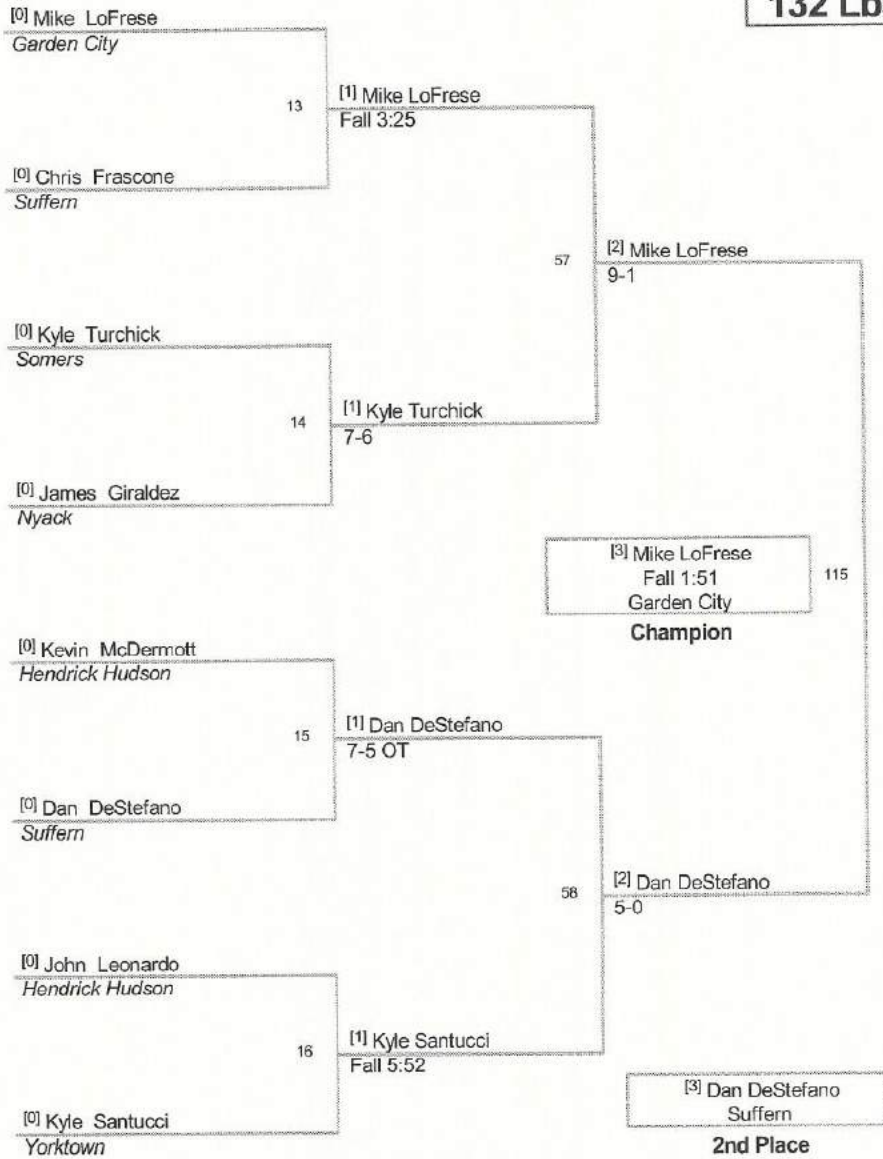 132 Lb
[0] Mike LoFrese
Garden City
13
[1] Mike LoFrese
Fall 3:25
[0] Chris Frascone
Suffern
57
[2] Mike LoFrese
9-1
[0] Kyle Turchick
Somers
14
[1] Kyle Turchick
7-6
[0] James Giraldez
Nyack
[3] Mike LoFrese
Fall 1:51
Garden City
115
Champion
[0] Kevin McDermott
Hendrick Hudson
15
[1] Dan DeStefano
7-5 OT
[0] Dan DeStefano
Suffern
58
[2] Dan DeStefano
5-0
[0] John Leonardo
Hendrick Hudson
16
[1] Kyle Santucci
Fall 5:52
[0] Kyle Santucci
Yorktown
[3] Dan DeStefano
Suffern
2nd Place